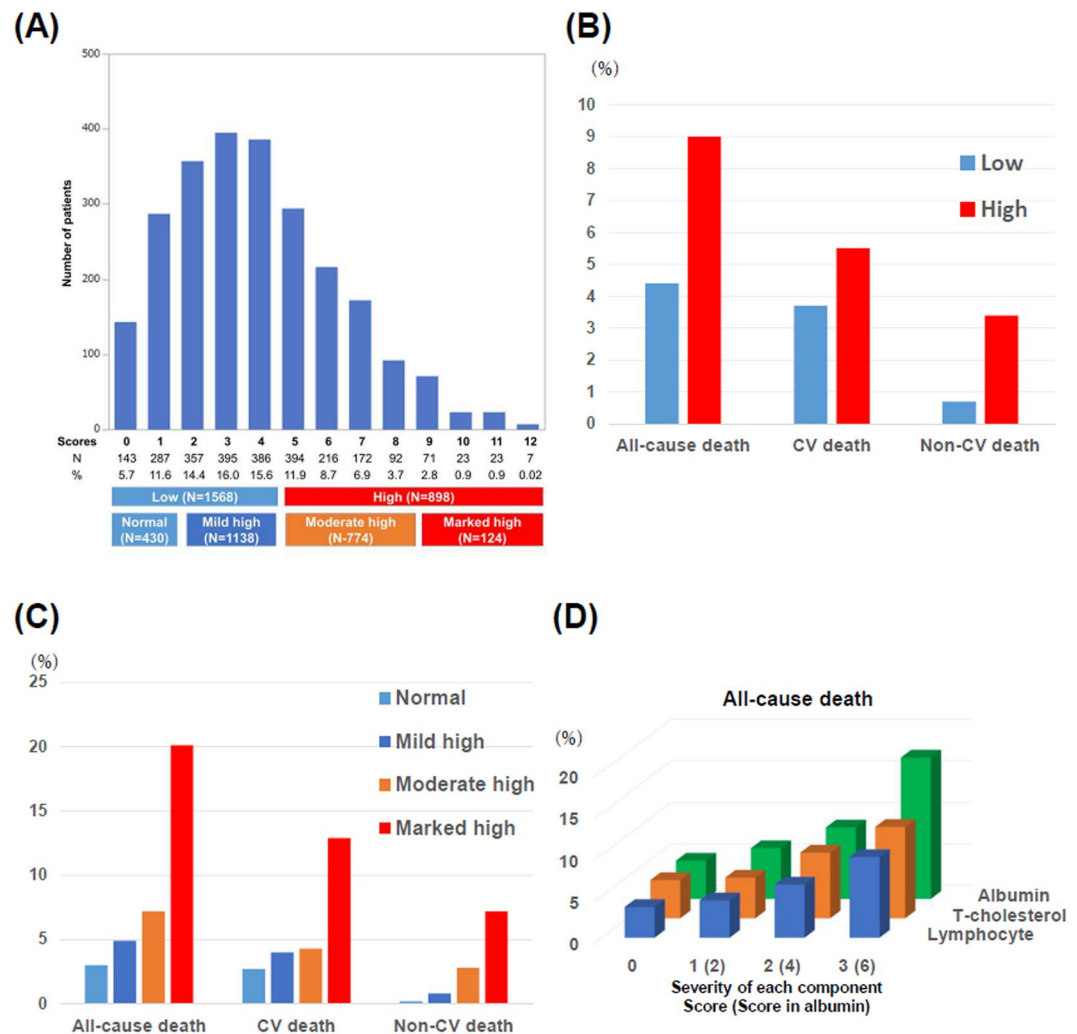 (A)
500
400
300
200
100
0
Number of patients
Scores 0 1 2 3 4 5 6 7 8 9 10 11 12
N 143 287 357 395 386 394 216 172 92 71 23 23 7
% 5.7 11.6 14.4 16.0 15.6 11.9 8.7 6.9 3.7 2.8 0.9 0.9 0.02
Low (N=1568) High (N=898)
Normal Mild high Moderate high Marked high
(N=430) (N=1138) (N-774) (N=124)
(B)
(%)
10
9
8
7
6
5
4
3
2
1
0
Low
High
All-cause death CV death Non-CV death
(C)
(%)
25
20
15
10
5
0
Normal
Mild high
Moderate high
Marked high
All-cause death CV death Non-CV death
(D)
All-cause death
(%)
20
15
10
5
0
Albumin
T-cholesterol
Lymphocyte
0 1 (2) 2 (4) 3 (6)
Severity of each component
Score (Score in albumin)